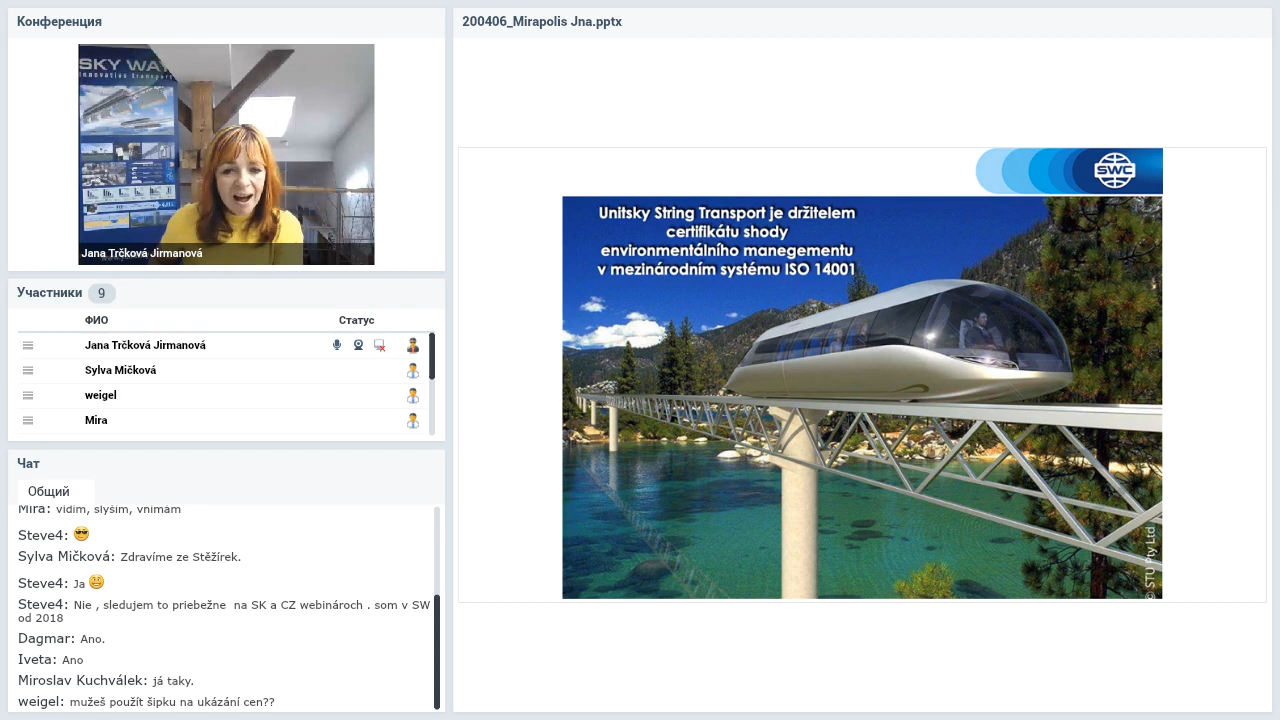 Конференция
SKY WAY
Innovative Transport
Jana Trčková Jirmanová
Участники 9
ФИО Статус
Jana Trčková Jirmanová
Sylva Mičková
weigel
Mira
Чат
Общий
Mira: vidím, slyším, vnímám
Steve4:
Sylva Mičková: Zdravíme ze Stěžírek.
Steve4: Ja
Steve4: Nie , sledujem to priebežne na SK a CZ webinároch . som v SW
od 2018
Dagmar: Ano.
Iveta: Ano
Miroslav Kuchválek: já taky.
weigel: mužeš použít šipku na ukázání cen??
200406_Mirapolis Jna.pptx
SWC
Unitsky String Transport je držitelem
certifikátu shody
environmentálního manegementu
v mezinárodním systému ISO 14001
© STU Pty Ltd